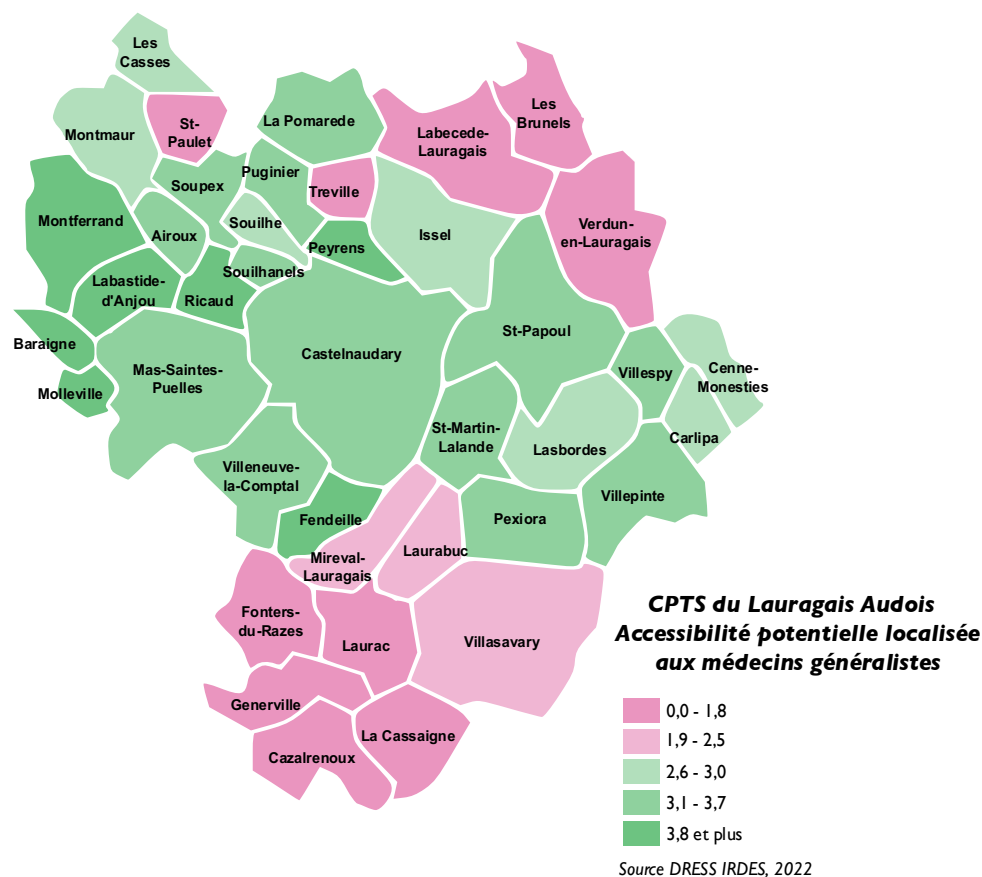 Les
Casses
Montmaur
St-
Paulet
La Pomarede
Labecede-
Lauragais
Les
Brunels
Soupex
Puginier
Treville
Montferrand
Airoux
Souilhe
Peyrens
Issel
Verdun-
en-Lauragais
Souilhanels
Labastide-
d'Anjou
Ricaud
Baraigne
Castelnaudary
St-Papoul
Mas-Saintes-
Puelles
Molleville
Villespy
Cenne-
Monesties
St-Martin-
Lalande
Lasbordes
Carlipa
Villeneuve-
la-Comptal
Villepinte
Fendeille
Pexiora
Mireval-
Lauragais
Laurabuc
Fonters-
du-Razes
Laurac
Villasavary
Generville
La Cassaigne
Cazalrenoux
CPTS du Lauragais Audois
Accessibilité potentielle localisée
aux médecins généralistes
0,0 - 1,8
1,9 - 2,5
2,6 - 3,0
3,1 - 3,7
3,8 et plus
Source DRESS IRDES, 2022